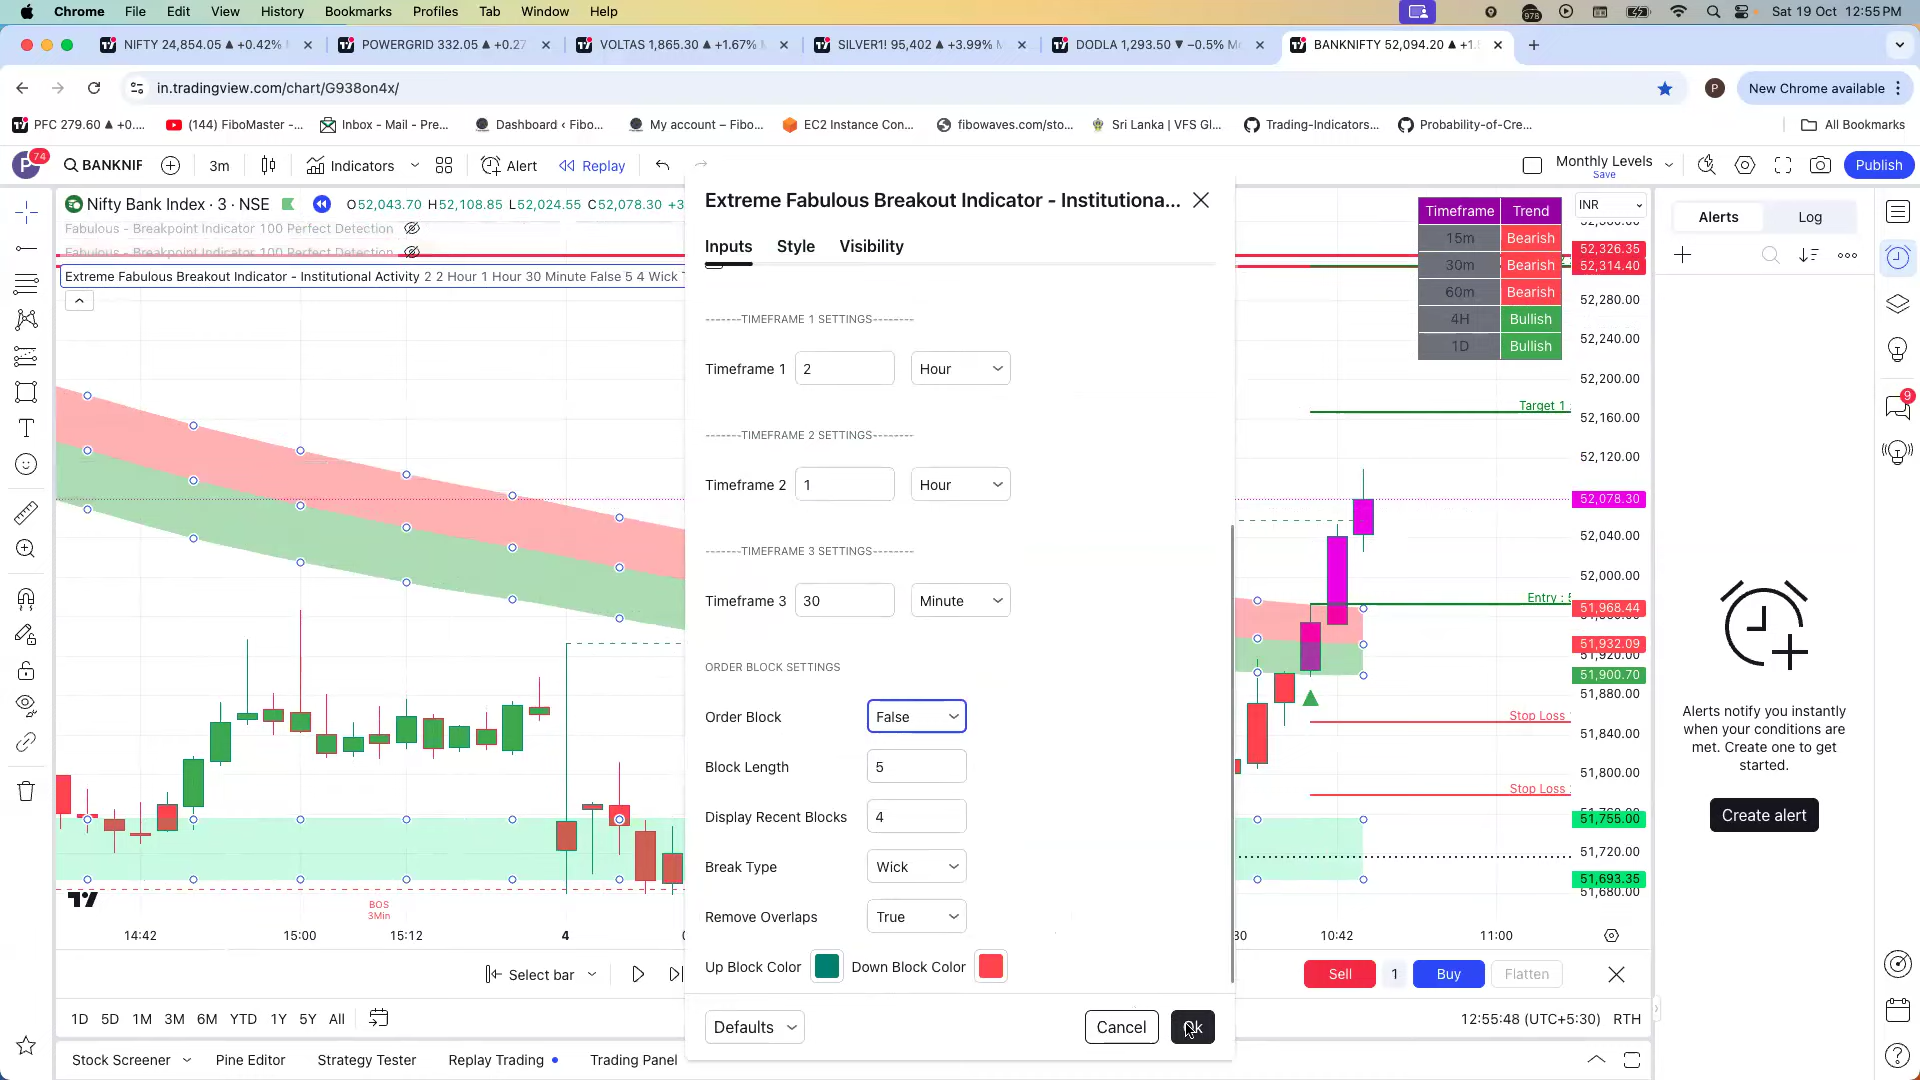 Chrome File Edit View History Bookmarks Profiles Tab Window Help 978 Sat 19 Oct 12:55 PM
NIFTY 24,854.05 ▲ +0.42% POWERGRID 332.05 ▲ +0.27 VOLTAS 1,865.30 ▲ +1.67% SILVER1! 95,402 ▲ +3.99% DODLA 1,293.50 ▼ −0.5% BANKNIFTY 52,094.20 ▲ +1.
in.tradingview.com/chart/G938on4x/ P New Chrome available
PFC 279.60 ▲ +0.... (144) FiboMaster -... Inbox - Mail - Pre... Dashboard ‹ Fibo... My account – Fibo... EC2 Instance Con... fibowaves.com/sto... Sri Lanka | VFS Gl... Trading-Indicators... Probability-of-Cre... All Bookmarks
P 74 BANKNIF 3m Indicators Alert Replay Monthly Levels Save Publish
Nifty Bank Index · 3 · NSE O52,043.70 H52,108.85 L52,024.55 C52,078.30 +3
Fabulous - Breakpoint Indicator 100 Perfect Detection
Fabulous - Breakpoint Indicator 100 Perfect Detection
Extreme Fabulous Breakout Indicator - Institutional Activity 2 2 Hour 1 Hour 30 Minute False 5 4 Wick
Extreme Fabulous Breakout Indicator - Instituționa...
Inputs Style Visibility
-------TIMEFRAME 1 SETTINGS--------
Timeframe 1 2 Hour
-------TIMEFRAME 2 SETTINGS--------
Timeframe 2 1 Hour
-------TIMEFRAME 3 SETTINGS--------
Timeframe 3 30 Minute
ORDER BLOCK SETTINGS
Order Block False
Block Length 5
Display Recent Blocks 4
Break Type Wick
Remove Overlaps True
Up Block Color Down Block Color
Defaults Cancel Ok
Timeframe Trend
15m Bearish
30m Bearish
60m Bearish
4H Bullish
1D Bullish
Target 1
Entry :
Stop Loss
Stop Loss
INR
52,326.35
52,314.40
52,280.00
52,240.00
52,200.00
52,160.00
52,120.00
52,078.30
52,040.00
52,000.00
51,968.44
51,932.09
51,920.00
51,900.70
51,880.00
51,840.00
51,800.00
51,755.00
51,720.00
51,693.35
51,680.00
BOS
3Min
14:42 15:00 15:12 4 30 10:42 11:00
Select bar Sell 1 Buy Flatten
1D 5D 1M 3M 6M YTD 1Y 5Y All 12:55:48 (UTC+5:30) RTH
Stock Screener Pine Editor Strategy Tester Replay Trading Trading Panel
Alerts Log
9
Alerts notify you instantly
when your conditions are
met. Create one to get
started.
Create alert